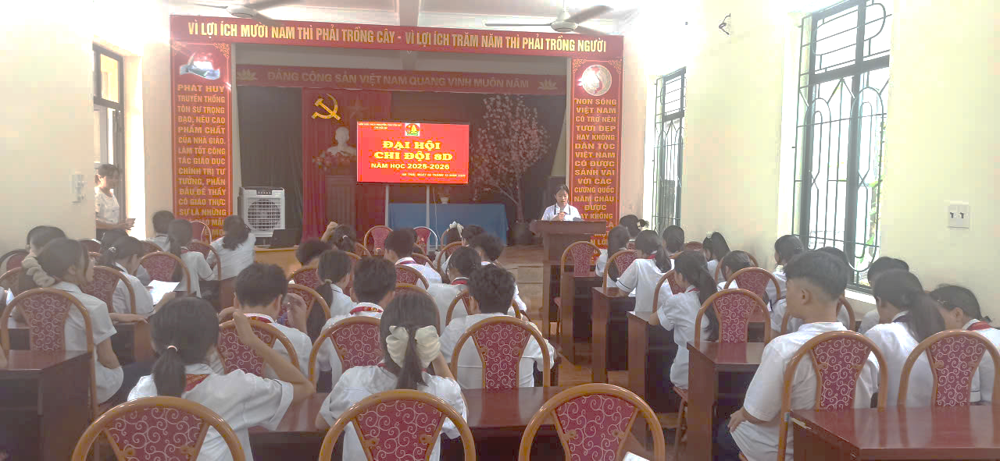 VÌ LỢI ÍCH MƯỜI NĂM THÌ PHẢI TRỒNG CÂY - VÌ LỢI ÍCH TRĂM NĂM THÌ PHẢI TRỒNG NGƯỜI
ĐẢNG CỘNG SẢN VIỆT NAM QUANG VINH MUÔN NĂM
PHÁT HUY
TRUYỀN THỐNG
TÔN SƯ TRỌNG
ĐẠO, NÊU CAO
PHẨM CHẤT
CỦA NHÀ GIÁO.
LÀM TỐT CÔNG
TÁC GIÁO DỤC
CHÍNH TRỊ TƯ
TƯỞNG, PHẤN
ĐẤU ĐỂ THẦY
CÔ GIÁO THỰC
SỰ LÀ NHỮNG
ĐẠI HỘI
CHI ĐỘI 8D
NĂM HỌC 2025-2026
"NON SÔNG
VIỆT NAM
CÓ TRỞ NÊN
TƯƠI ĐẸP
HAY KHÔNG
DÂN TỘC
VIỆT NAM
CÓ ĐƯỢC
SÁNH VAI
VỚI CÁC
CƯỜNG QUỐC
NĂM CHÂU
ĐƯỢC
HAY KHÔNG